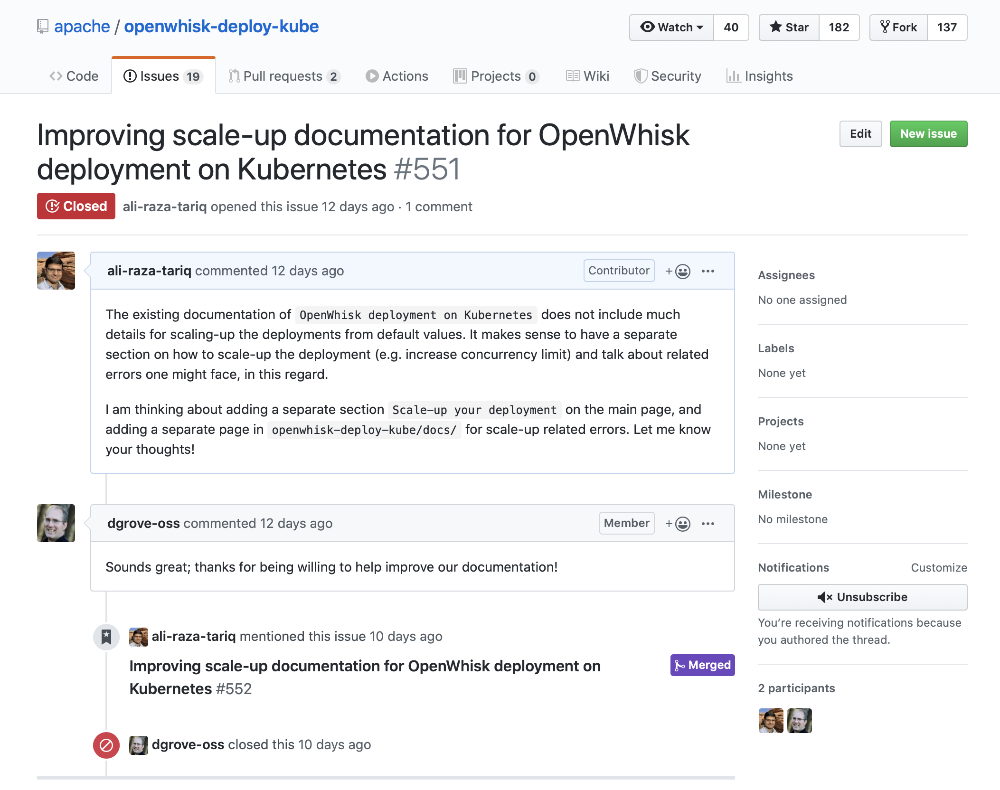 apache / openwhisk-deploy-kube
Watch 40 Star 182 Fork 137
Code Issues 19 Pull requests 2 Actions Projects 0 Wiki Security Insights
Improving scale-up documentation for OpenWhisk
deployment on Kubernetes #551
Edit New issue
Closed ali-raza-tariq opened this issue 12 days ago · 1 comment
ali-raza-tariq commented 12 days ago Contributor
The existing documentation of OpenWhisk deployment on Kubernetes does not include much
details for scaling-up the deployments from default values. It makes sense to have a separate
section on how to scale-up the deployment (e.g. increase concurrency limit) and talk about related
errors one might face, in this regard.
I am thinking about adding a separate section Scale-up your deployment on the main page, and
adding a separate page in openwhisk-deploy-kube/docs/ for scale-up related errors. Let me know
your thoughts!
dgrove-oss commented 12 days ago Member
Sounds great; thanks for being willing to help improve our documentation!
ali-raza-tariq mentioned this issue 10 days ago
Improving scale-up documentation for OpenWhisk deployment on
Kubernetes #552
Merged
dgrove-oss closed this 10 days ago
Assignees
No one assigned
Labels
None yet
Projects
None yet
Milestone
No milestone
Notifications Customize
Unsubscribe
You're receiving notifications because
you authored the thread.
2 participants